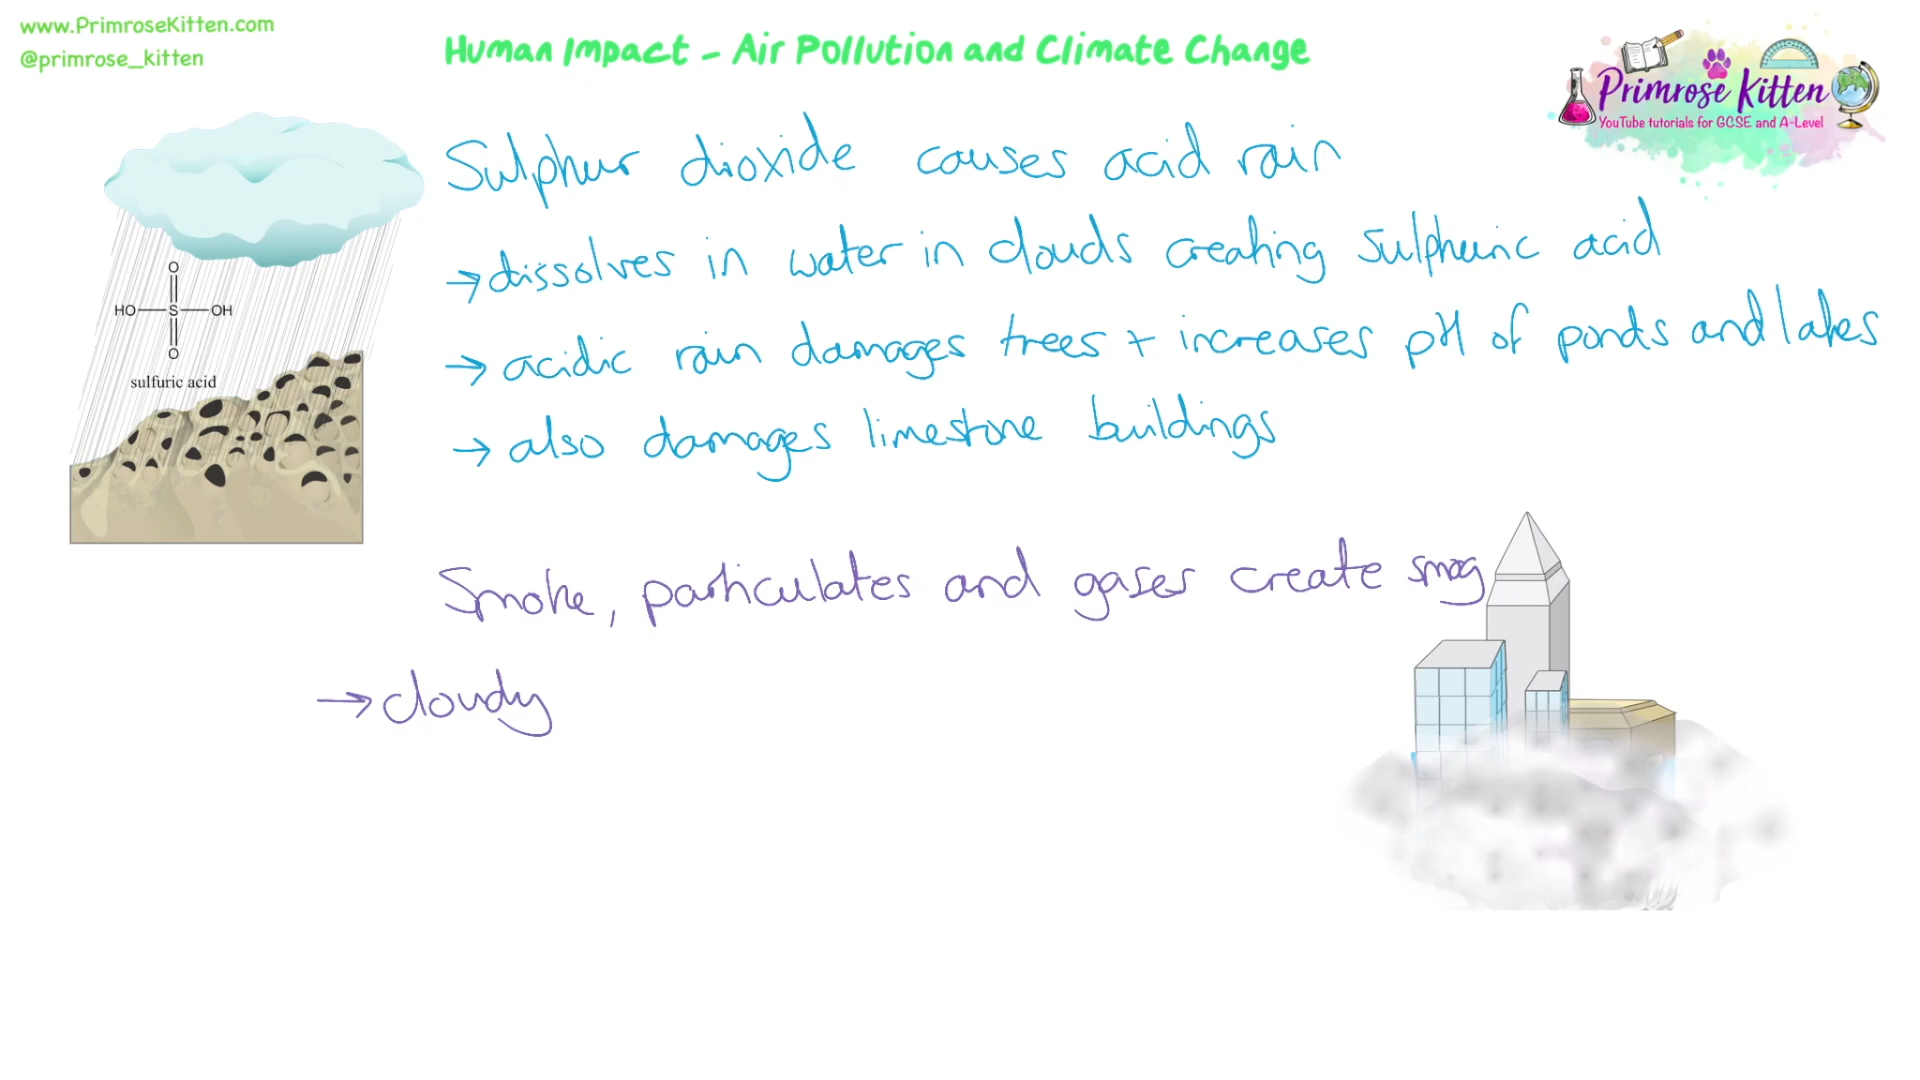 www.PrimroseKitten.com
@primrose_kitten
Human Impact - Air Pollution and Climate Change
Primrose Kitten
YouTube tutorials for GCSE and A-Level
Sulphur dioxide causes acid rain
→ dissolves in water in clouds creating sulphuric acid
→ acidic rain damages trees + increases pH of ponds and lakes
→ also damages limestone buildings
O
HO S OH
O
sulfuric acid
Smoke, particulates and gases create smog
→ cloudy